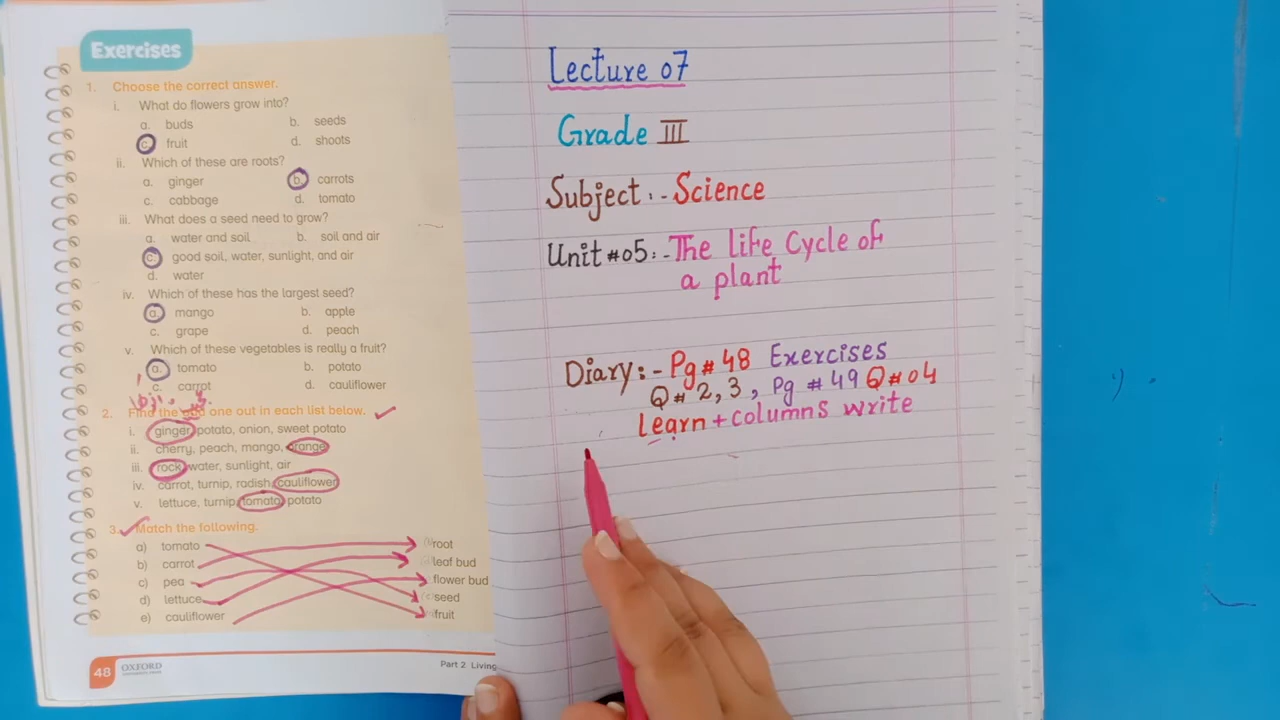 Exercises
1. Choose the correct answer.
i. What do flowers grow into?
a. buds b. seeds
c. fruit d. shoots
ii. Which of these are roots?
a. ginger b. carrots
c. cabbage d. tomato
iii. What does a seed need to grow?
a. water and soil b. soil and air
c. good soil, water, sunlight, and air
d. water
iv. Which of these has the largest seed?
a. mango b. apple
c. grape d. peach
v. Which of these vegetables is really a fruit?
a. tomato b. potato
c. carrot d. cauliflower
2. Find the odd one out in each list below.
i. ginger, potato, onion, sweet potato
ii. cherry, peach, mango, orange
iii. rock, water, sunlight, air
iv. carrot, turnip, radish, cauliflower
v. lettuce, turnip, tomato, potato
3. Match the following.
a) tomato root
b) carrot leaf bud
c) pea flower bud
d) lettuce seed
e) cauliflower fruit
48 OXFORD Part 2 Living
UNIVERSITY PRESS
Lecture 07
Grade III
Subject:- Science
Unit #05:- The life Cycle of
a plant
Diary:- Pg# 48 Exercises
Q# 2, 3, Pg #49 Q#04
Learn + columns write